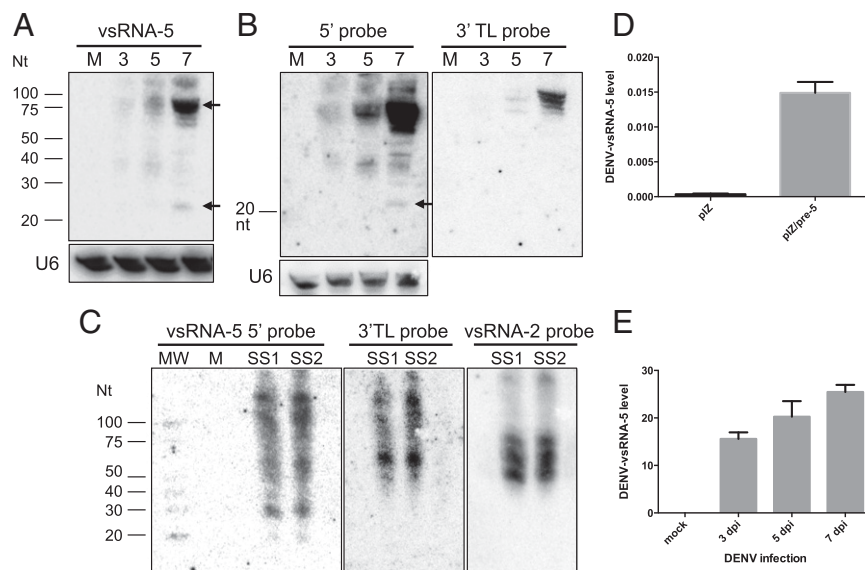 A
vsRNA-5
Nt M 3 5 7
100
75
50
40
30
20
U6
B
5' probe 3' TL probe
M 3 5 7 M 3 5 7
20
nt
U6
C
vsRNA-5 5' probe 3'TL probe vsRNA-2 probe
MW M SS1 SS2 SS1 SS2 SS1 SS2
Nt
100
75
50
40
30
20
D
DENV-vsRNA-5 level
0.020
0.015
0.010
0.005
0.000
pIZ pIZ/pre-5
E
DENV-vsRNA-5 level
30
20
10
0
mock 3 dpi 5 dpi 7 dpi
DENV infection